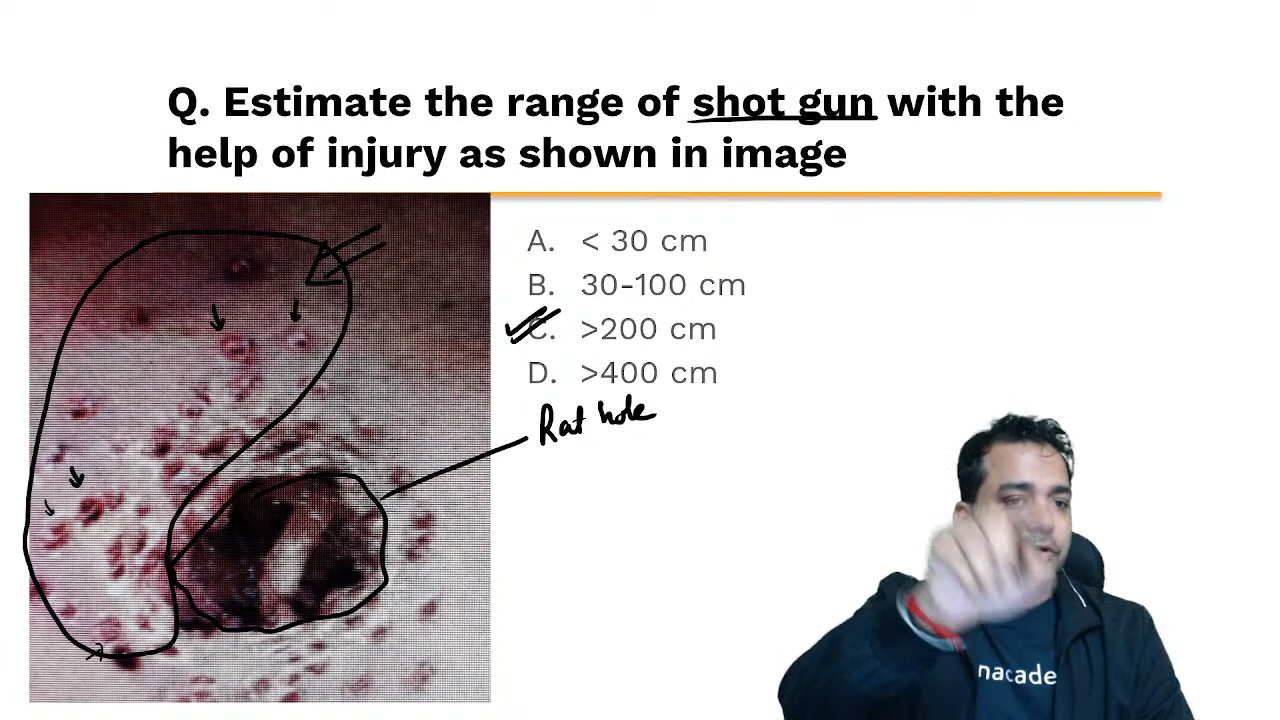 Q. Estimate the range of shot gun with the
help of injury as shown in image
A. < 30 cm
B. 30-100 cm
C. >200 cm
D. >400 cm
Rat hole
nacade